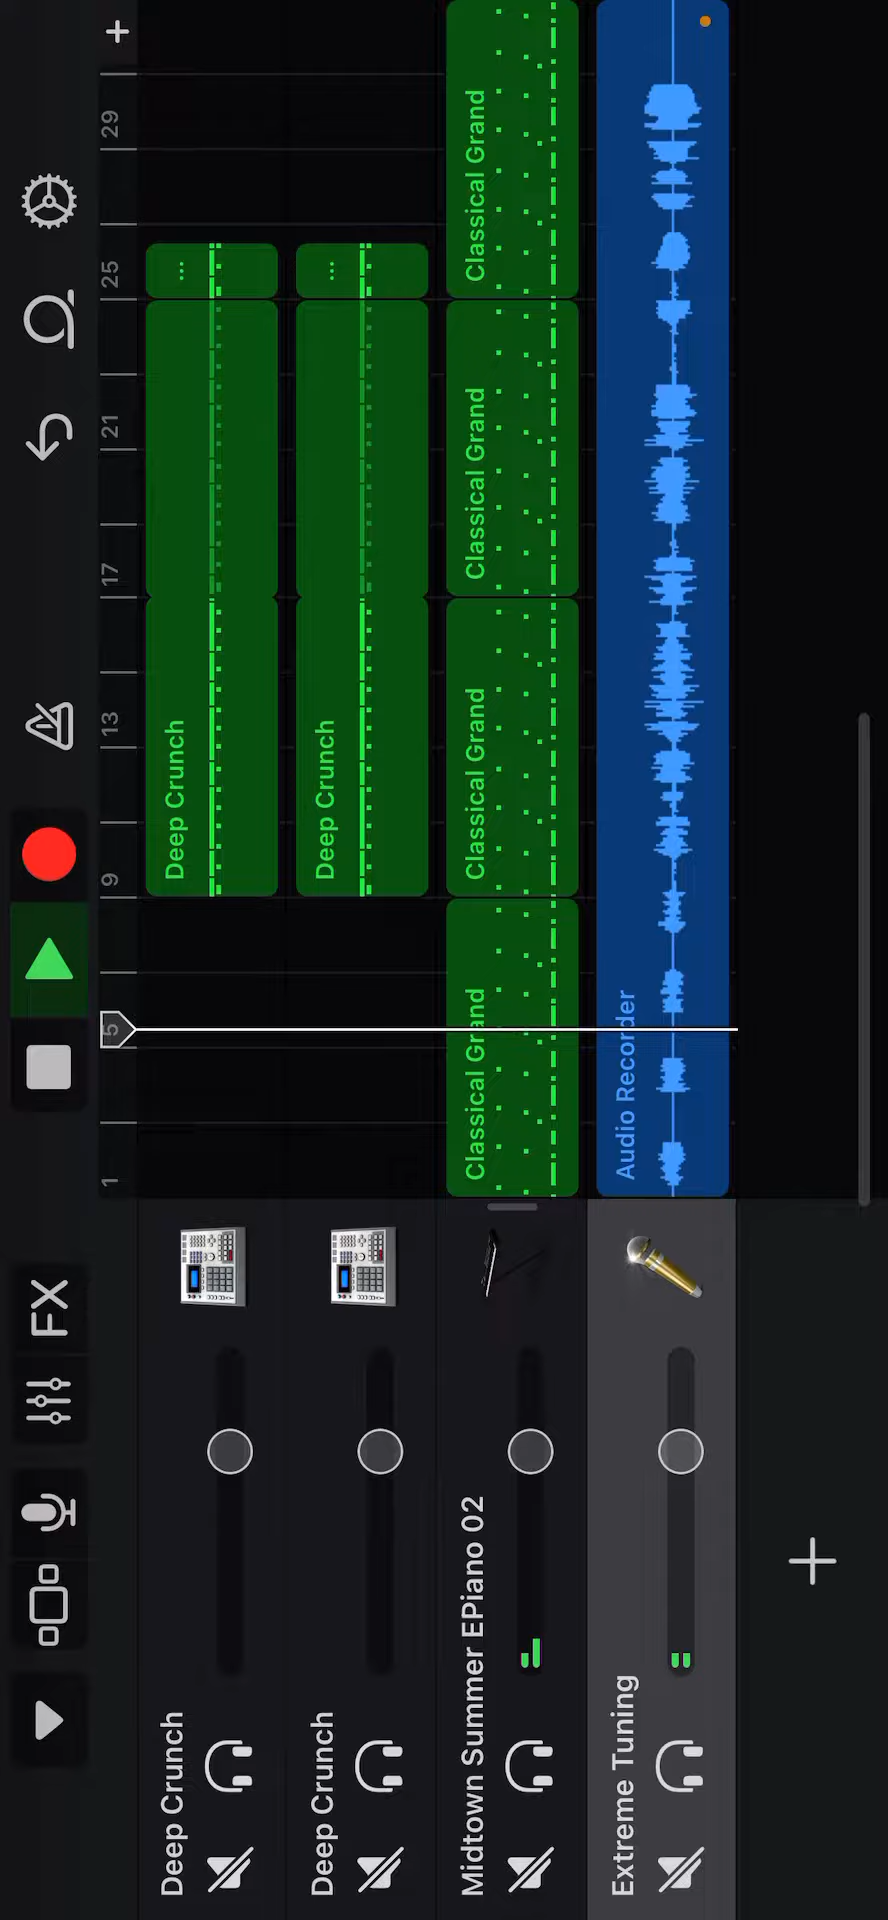 FX
1 5 9 13 17 21 25 29
Deep Crunch
Deep Crunch
...
Deep Crunch
Deep Crunch
...
Midtown Summer EPiano 02
Classical Grand
Classical Grand
Classical Grand
Classical Grand
Extreme Tuning
Audio Recorder